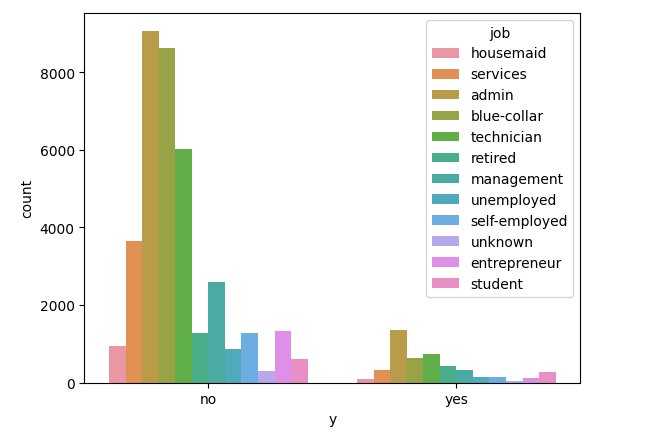 job
housemaid
services
admin
blue-collar
technician
retired
management
unemployed
self-employed
unknown
entrepreneur
student
8000
6000
4000
2000
0
count
no
yes
y